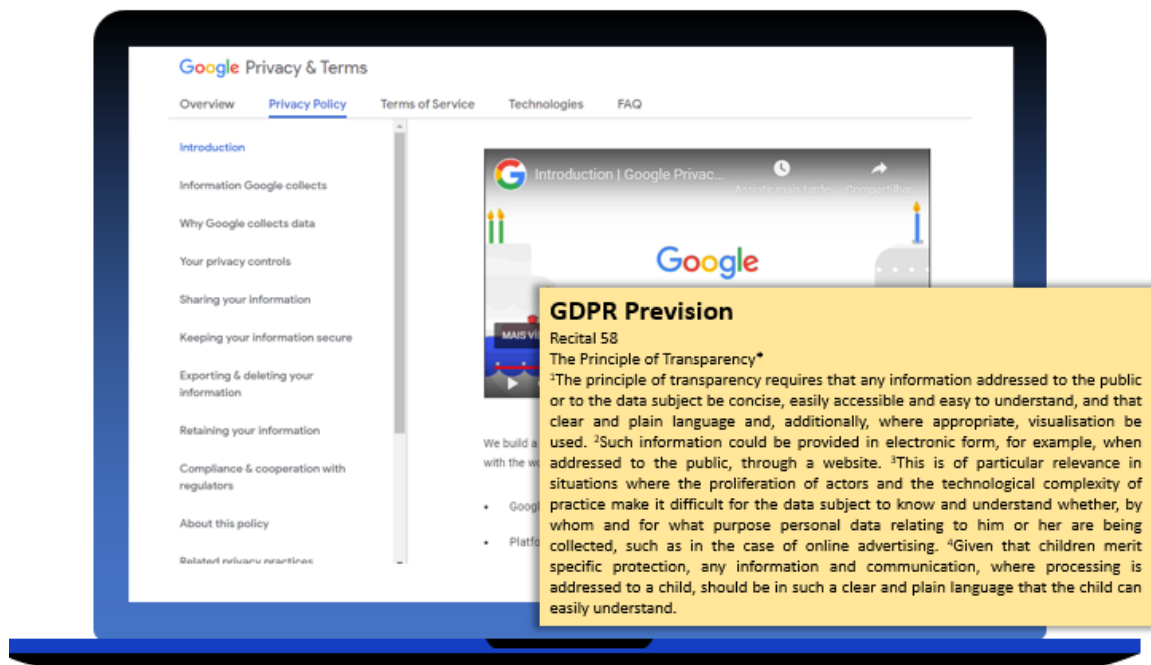 Google Privacy & Terms
Overview Privacy Policy Terms of Service Technologies FAQ
Introduction
Information Google collects
Why Google collects data
Your privacy controls
Sharing your information
Keeping your information secure
Exporting & deleting your
information
Retaining your information
Compliance & cooperation with
regulators
About this policy
Related privacy practices
Introduction | Google Privac...
Assistir mais tarde Compartilhar
Google
MAIS
We build a
with the
GDPR Prevision
Recital 58
The Principle of Transparency*
¹The principle of transparency requires that any information addressed to the public
or to the data subject be concise, easily accessible and easy to understand, and that
clear and plain language and, additionally, where appropriate, visualisation be
used. ²Such information could be provided in electronic form, for example, when
addressed to the public, through a website. ³This is of particular relevance in
situations where the proliferation of actors and the technological complexity of
practice make it difficult for the data subject to know and understand whether, by
whom and for what purpose personal data relating to him or her are being
collected, such as in the case of online advertising. ⁴Given that children merit
specific protection, any information and communication, where processing is
addressed to a child, should be in such a clear and plain language that the child can
easily understand.